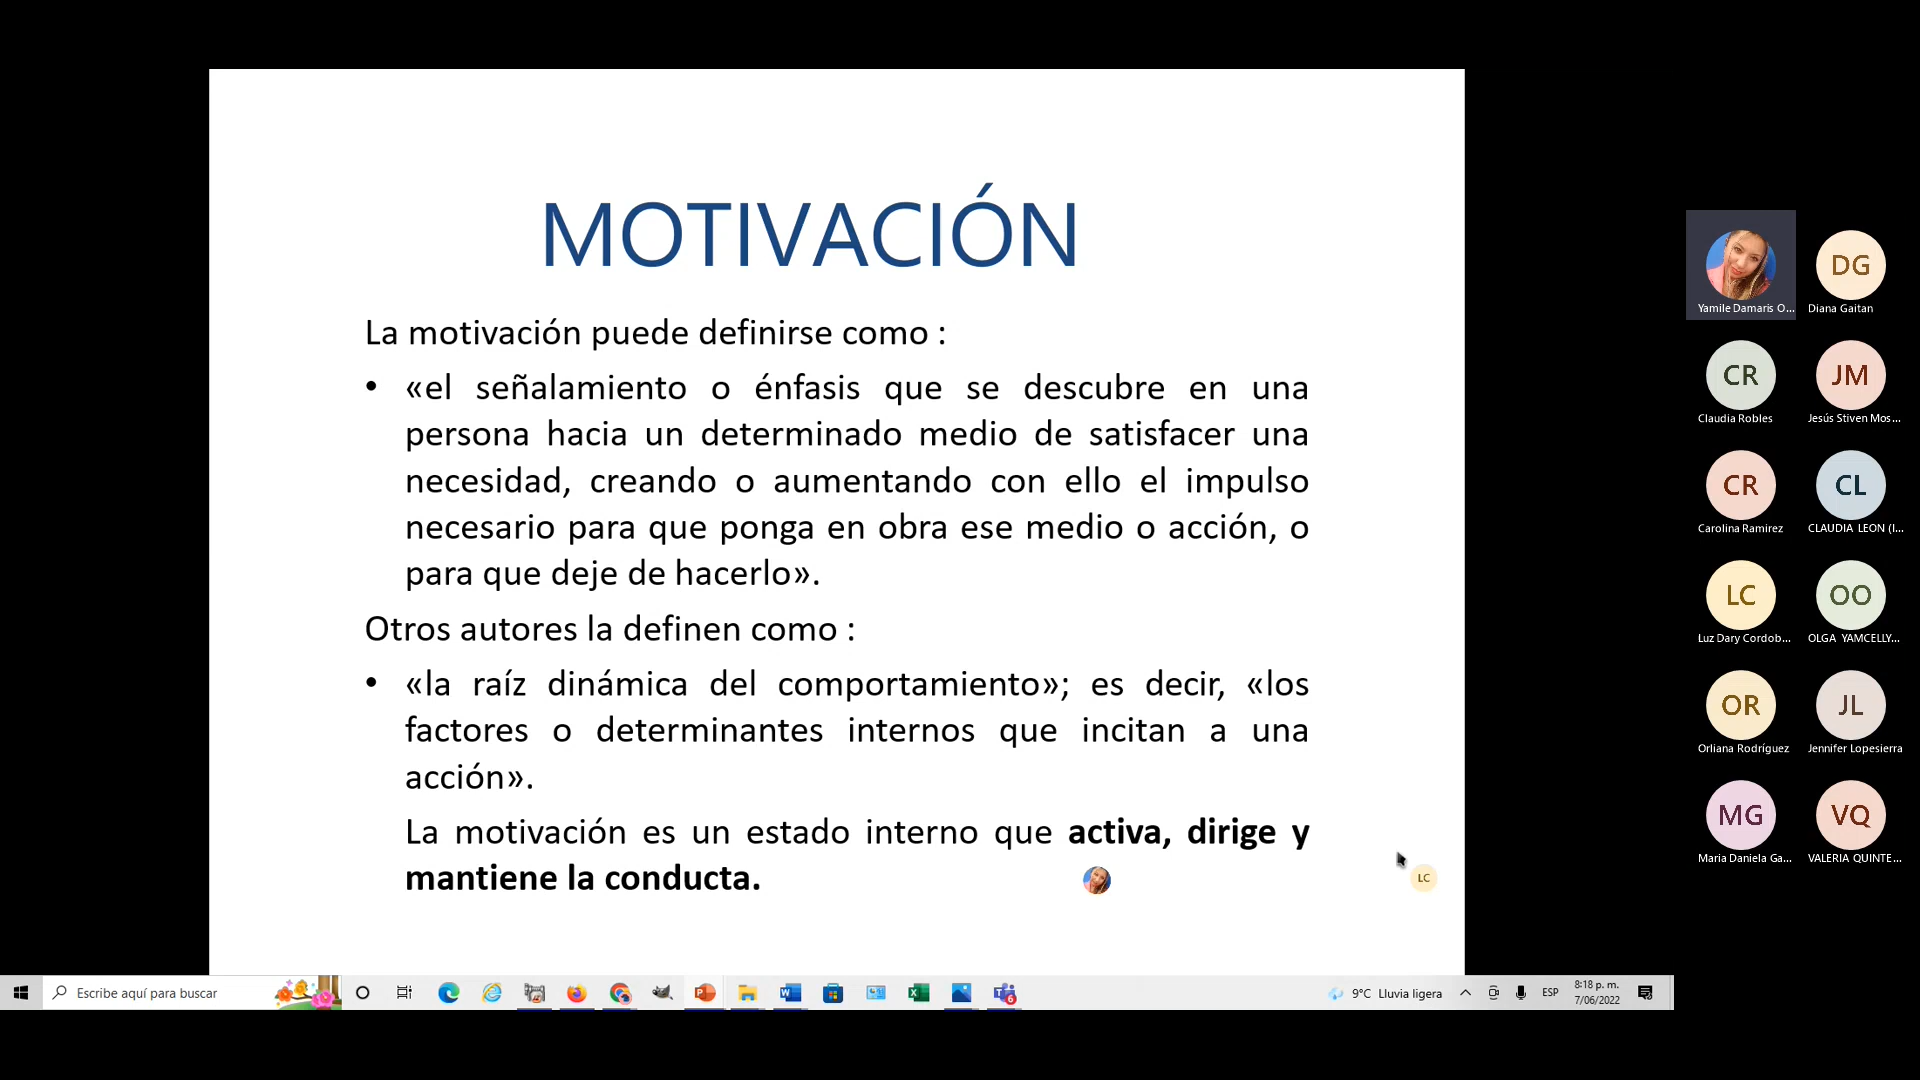 MOTIVACIÓN
La motivación puede definirse como :
• «el señalamiento o énfasis que se descubre en una
persona hacia un determinado medio de satisfacer una
necesidad, creando o aumentando con ello el impulso
necesario para que ponga en obra ese medio o acción, o
para que deje de hacerlo».
Otros autores la definen como :
• «la raíz dinámica del comportamiento»; es decir, «los
factores o determinantes internos que incitan a una
acción».
La motivación es un estado interno que activa, dirige y
mantiene la conducta.
LC
Yamile Damaris O...
DG
Diana Gaitan
CR
Claudia Robles
JM
Jesús Stiven Mos...
CR
Carolina Ramirez
CL
CLAUDIA LEON (I...
LC
Luz Dary Cordob...
OO
OLGA YAMCELLY...
OR
Orliana Rodríguez
JL
Jennifer Lopesierra
MG
Maria Daniela Ga...
VQ
VALERIA QUINTE...
Escribe aquí para buscar
6
9°C Lluvia ligera
ESP
8:18 p. m.
7/06/2022